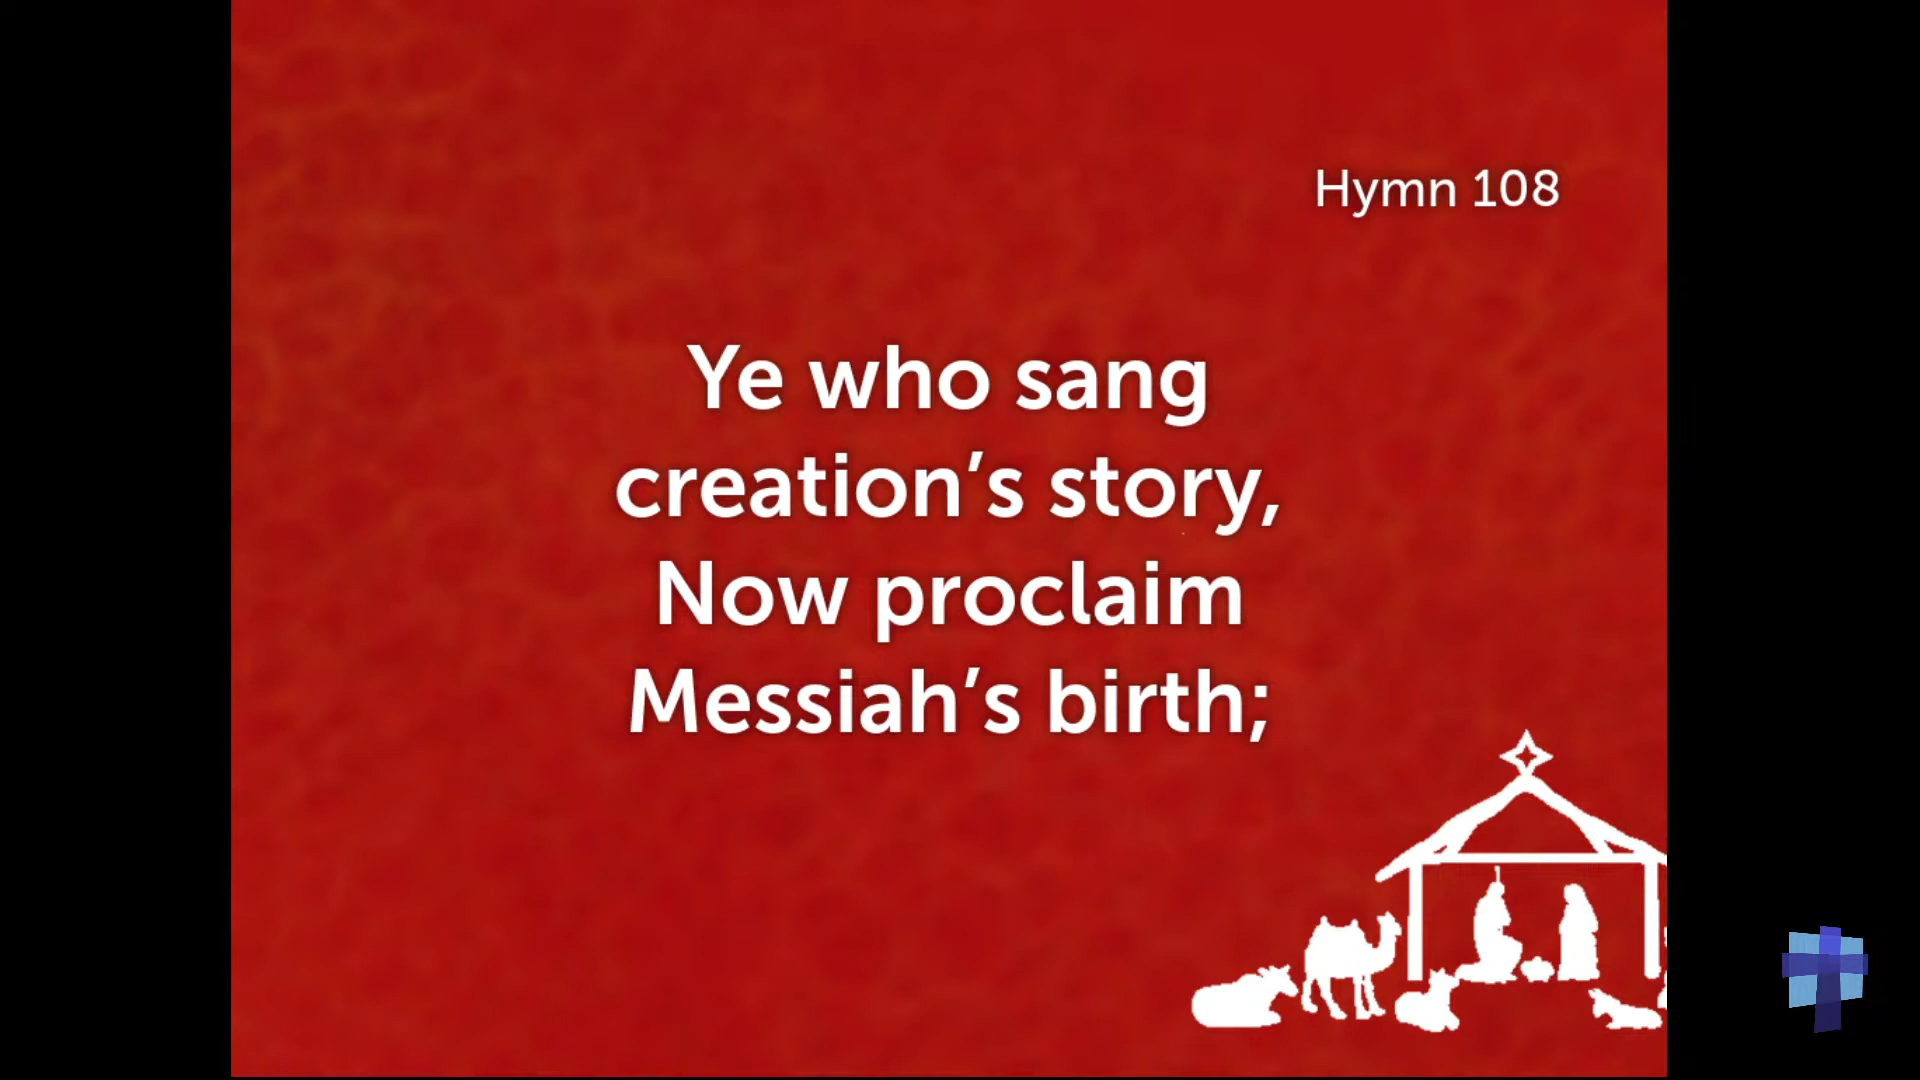 Hymn 108
Ye who sang
creation’s story,
Now proclaim
Messiah’s birth;